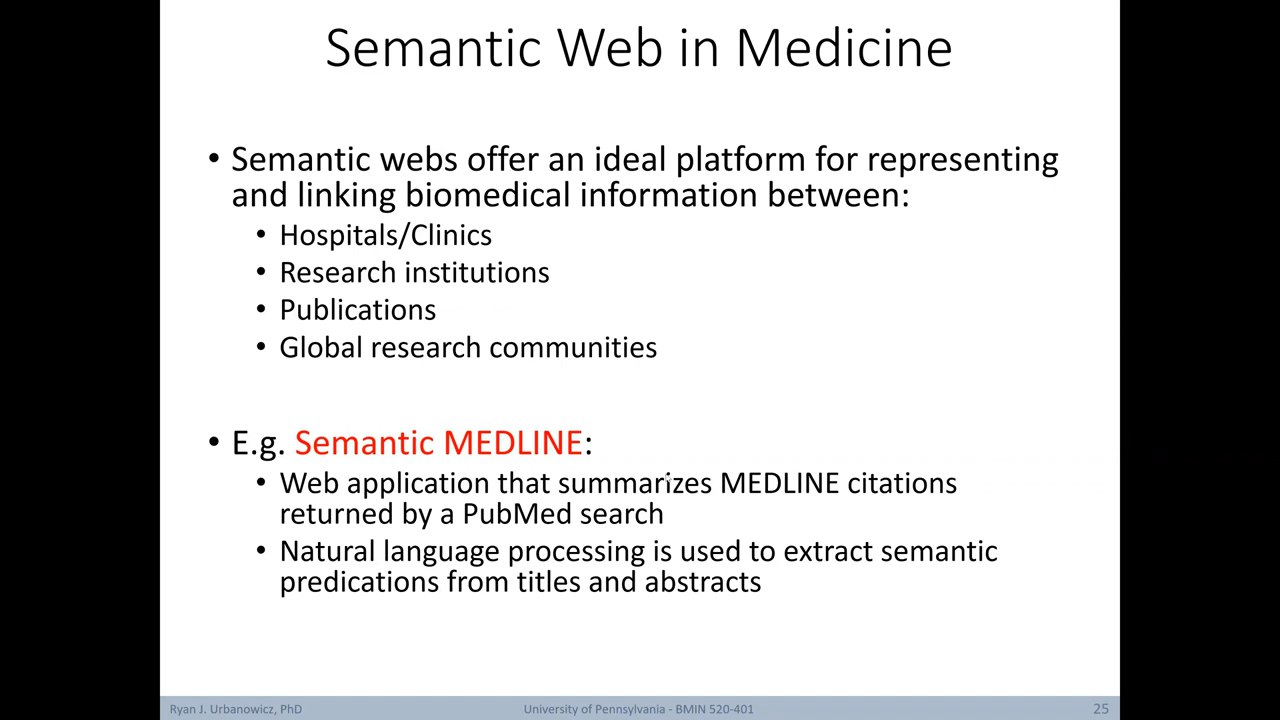 Semantic Web in Medicine
• Semantic webs offer an ideal platform for representing
and linking biomedical information between:
• Hospitals/Clinics
• Research institutions
• Publications
• Global research communities
• E.g. Semantic MEDLINE:
• Web application that summarizes MEDLINE citations
returned by a PubMed search
• Natural language processing is used to extract semantic
predications from titles and abstracts
Ryan J. Urbanowicz, PhD
University of Pennsylvania - BMIN 520-401
25